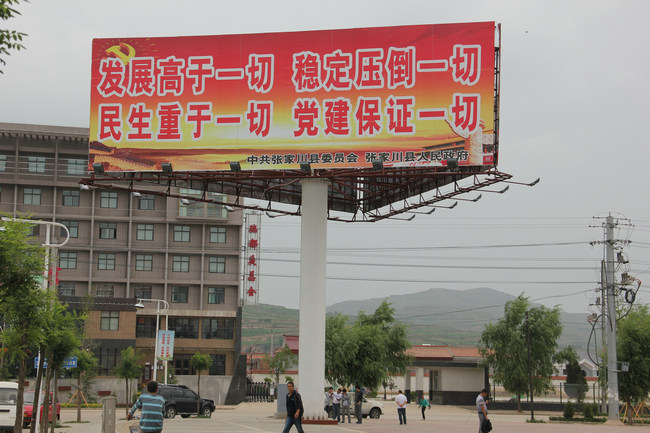 发展高于一切 稳定压倒一切
民生重于一切 党建保证一切
中共张家川县委员会 张家川县人民政府